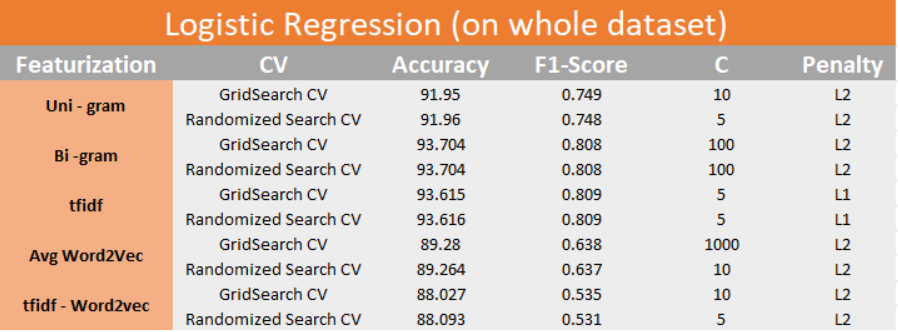 Logistic Regression (on whole dataset)
Featurization CV Accuracy F1-Score C Penalty
Uni - gram GridSearch CV 91.95 0.749 10 L2
Randomized Search CV 91.96 0.748 5 L2
Bi -gram GridSearch CV 93.704 0.808 100 L2
Randomized Search CV 93.704 0.808 100 L2
tfidf GridSearch CV 93.615 0.809 5 L1
Randomized Search CV 93.616 0.809 5 L1
Avg Word2Vec GridSearch CV 89.28 0.638 1000 L2
Randomized Search CV 89.264 0.637 10 L2
tfidf - Word2vec GridSearch CV 88.027 0.535 10 L2
Randomized Search CV 88.093 0.531 5 L2